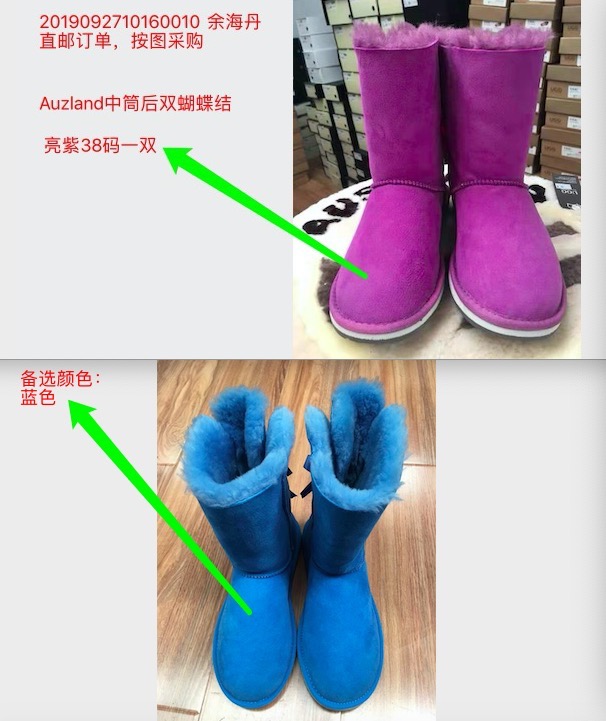 2019092710160010 余海丹
直邮订单，按图采购
Auzland中筒后双蝴蝶结
亮紫38码一双
备选颜色：
蓝色